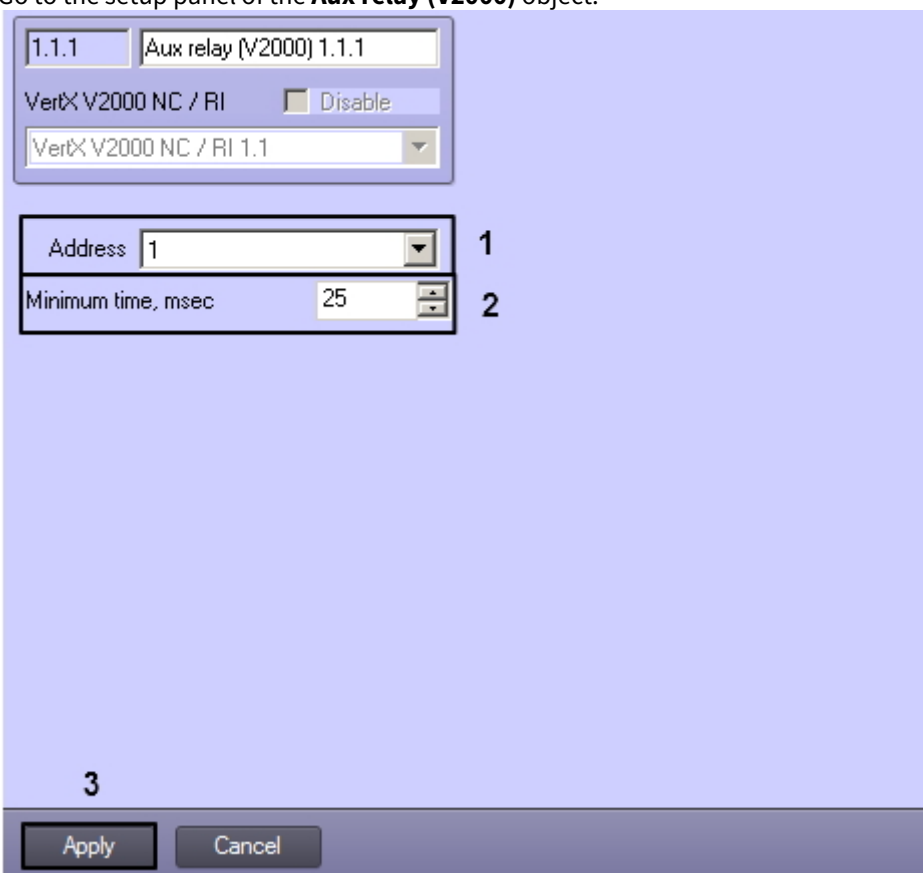 Go to the setup panel of the Aux relay (V2000) object.
1.1.1 Aux relay (V2000) 1.1.1
VertX V2000 NC / RI Disable
VertX V2000 NC / RI 1.1
Address 1 1
Minimum time, msec 25 2
3
Apply Cancel